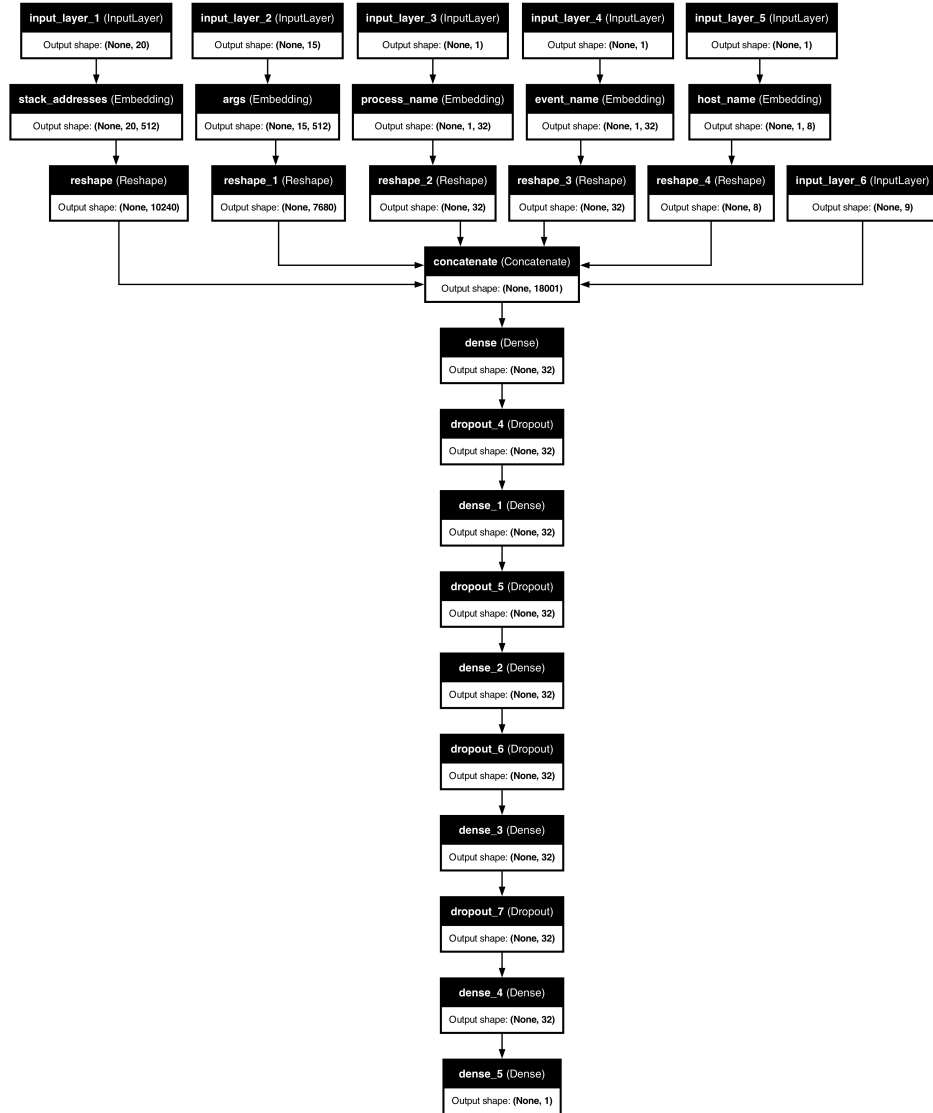 input_layer_1 (InputLayer)
Output shape: (None, 20)
input_layer_2 (InputLayer)
Output shape: (None, 15)
input_layer_3 (InputLayer)
Output shape: (None, 1)
input_layer_4 (InputLayer)
Output shape: (None, 1)
input_layer_5 (InputLayer)
Output shape: (None, 1)
stack_addresses (Embedding)
Output shape: (None, 20, 512)
args (Embedding)
Output shape: (None, 15, 512)
process_name (Embedding)
Output shape: (None, 1, 32)
event_name (Embedding)
Output shape: (None, 1, 32)
host_name (Embedding)
Output shape: (None, 1, 8)
reshape (Reshape)
Output shape: (None, 10240)
reshape_1 (Reshape)
Output shape: (None, 7680)
reshape_2 (Reshape)
Output shape: (None, 32)
reshape_3 (Reshape)
Output shape: (None, 32)
reshape_4 (Reshape)
Output shape: (None, 8)
input_layer_6 (InputLayer)
Output shape: (None, 9)
concatenate (Concatenate)
Output shape: (None, 18001)
dense (Dense)
Output shape: (None, 32)
dropout_4 (Dropout)
Output shape: (None, 32)
dense_1 (Dense)
Output shape: (None, 32)
dropout_5 (Dropout)
Output shape: (None, 32)
dense_2 (Dense)
Output shape: (None, 32)
dropout_6 (Dropout)
Output shape: (None, 32)
dense_3 (Dense)
Output shape: (None, 32)
dropout_7 (Dropout)
Output shape: (None, 32)
dense_4 (Dense)
Output shape: (None, 32)
dense_5 (Dense)
Output shape: (None, 1)